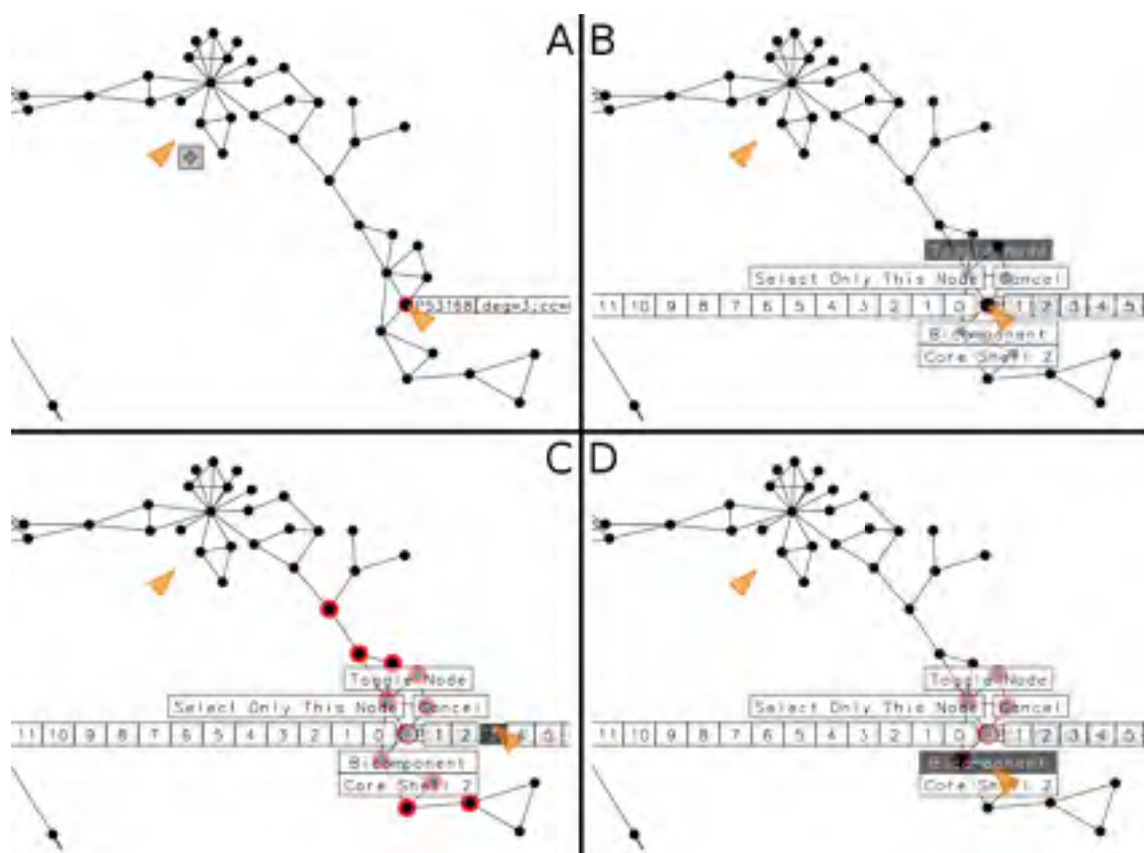 A
B
P53168 deg=3;cc=
Toggle Node
Select Only This Node Cancel
11 10 9 8 7 6 5 4 3 2 1 0 1 2 3 4 5
Bicomponent
Core Shell 2
C
D
Toggle Node
Select Only This Node Cancel
11 10 9 8 7 6 5 4 3 2 1 0 1 2 3 4 5
Bicomponent
Core Shell 2
Toggle Node
Select Only This Node Cancel
11 10 9 8 7 6 5 4 3 2 1 0 1 2 3 4 5
Bicomponent
Core Shell 2